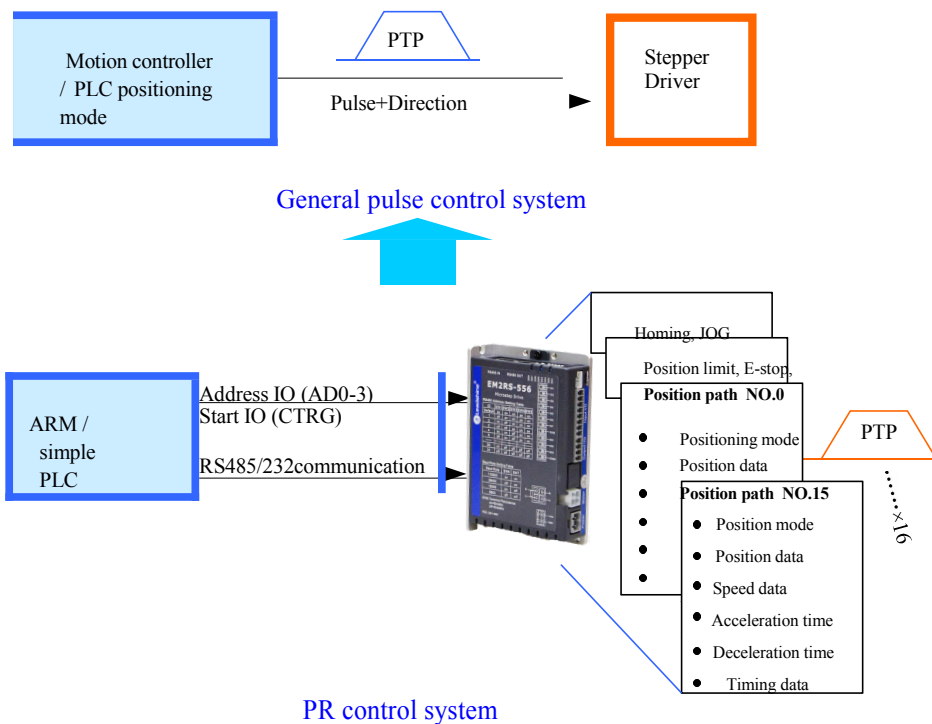 Motion controller
/ PLC positioning
mode
PTP
Pulse+Direction
Stepper
Driver
General pulse control system
ARM /
simple
PLC
Address IO (AD0-3)
Start IO (CTRG)
RS485/232communication
EM2RS-556
Homing, JOG
Position limit, E-stop,
Position path NO.0
● Positioning mode
● Position data
●
●
●
●
Position path NO.15
● Position mode
● Position data
● Speed data
● Acceleration time
● Deceleration time
● Timing data
PTP
......×16
PR control system